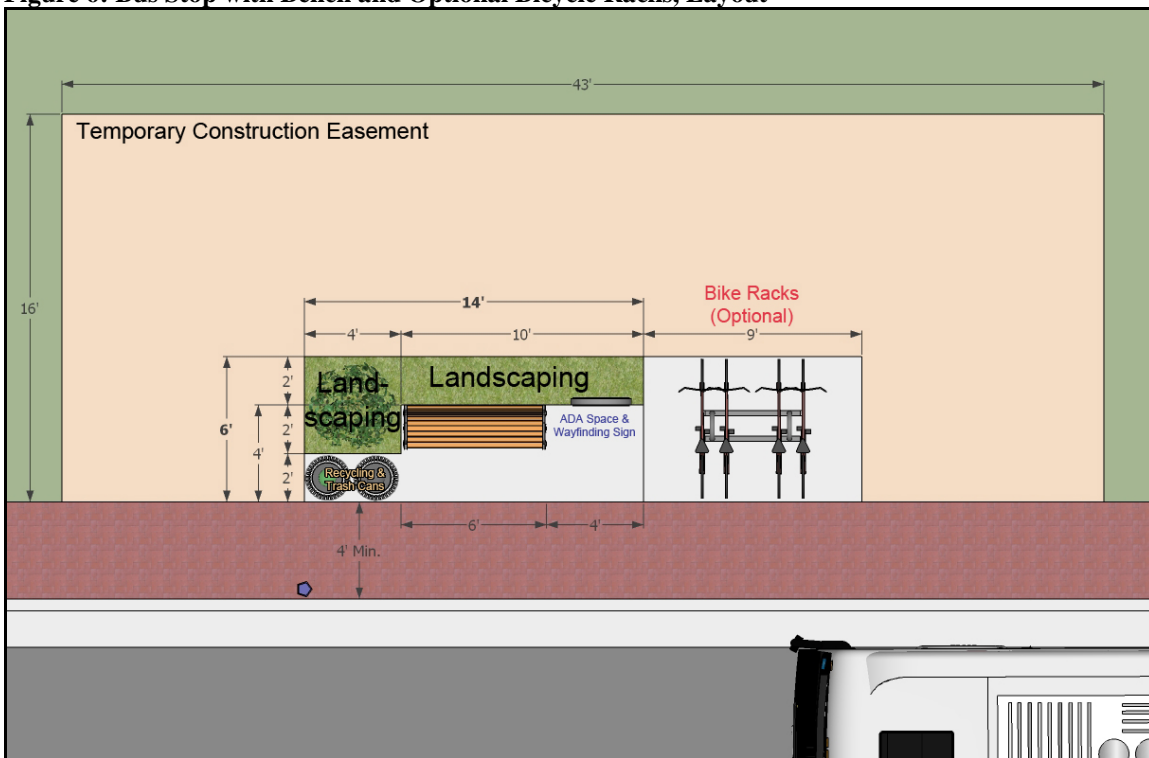 Figure 6: Bus Stop with Bench and Optional Bicycle Racks, Layout
43'
Temporary Construction Easement
16'
14'
Bike Racks
(Optional)
4'
10'
9'
6'
4'
2'
2'
2'
Land-
scaping
Landscaping
ADA Space &
Wayfinding Sign
Recycling &
Trash Cans
6'
4'
4' Min.